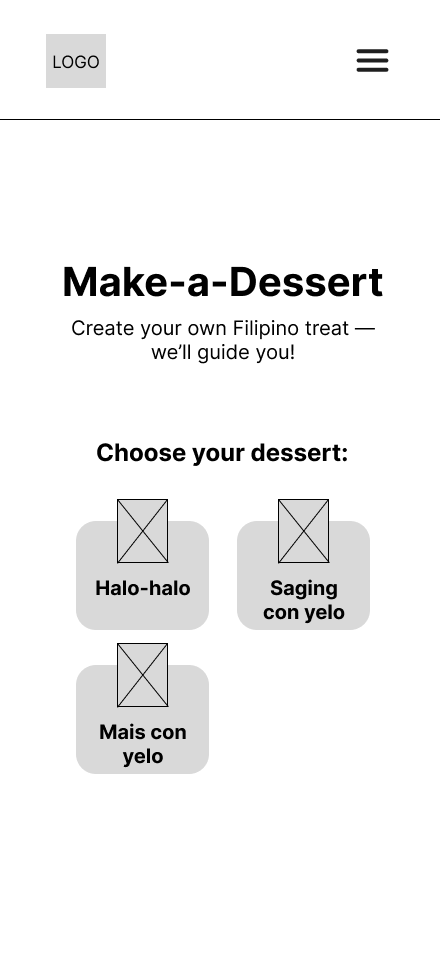 LOGO
Make-a-Dessert
Create your own Filipino treat —
we’ll guide you!
Choose your dessert:
Halo-halo
Saging
con yelo
Mais con
yelo